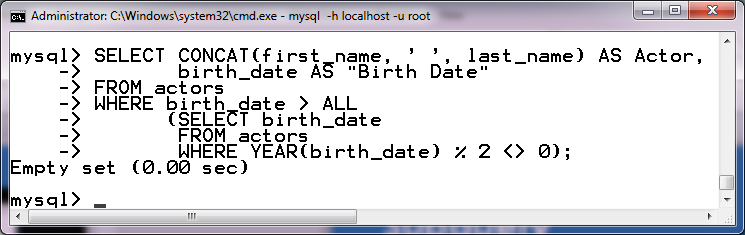 Administrator: C:\Windows\system32\cmd.exe - mysql  -h localhost -u root
mysql> SELECT CONCAT(first_name, ' ', last_name) AS Actor,
    ->        birth_date AS "Birth Date"
    -> FROM actors
    -> WHERE birth_date > ALL
    ->       (SELECT birth_date
    ->        FROM actors
    ->        WHERE YEAR(birth_date) % 2 <> 0);
Empty set (0.00 sec)
mysql> _